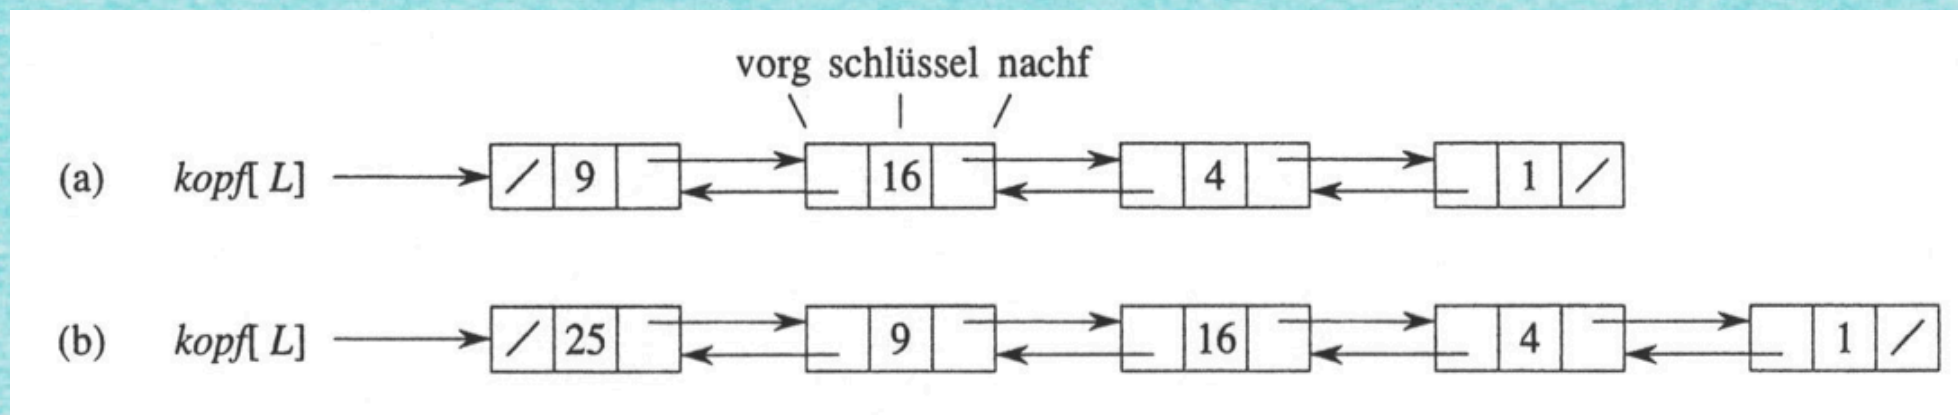 vorg schlüssel nachf
(a) kopf[ L] / 9 16 4 1 /
(b) kopf[ L] / 25 9 16 4 1 /